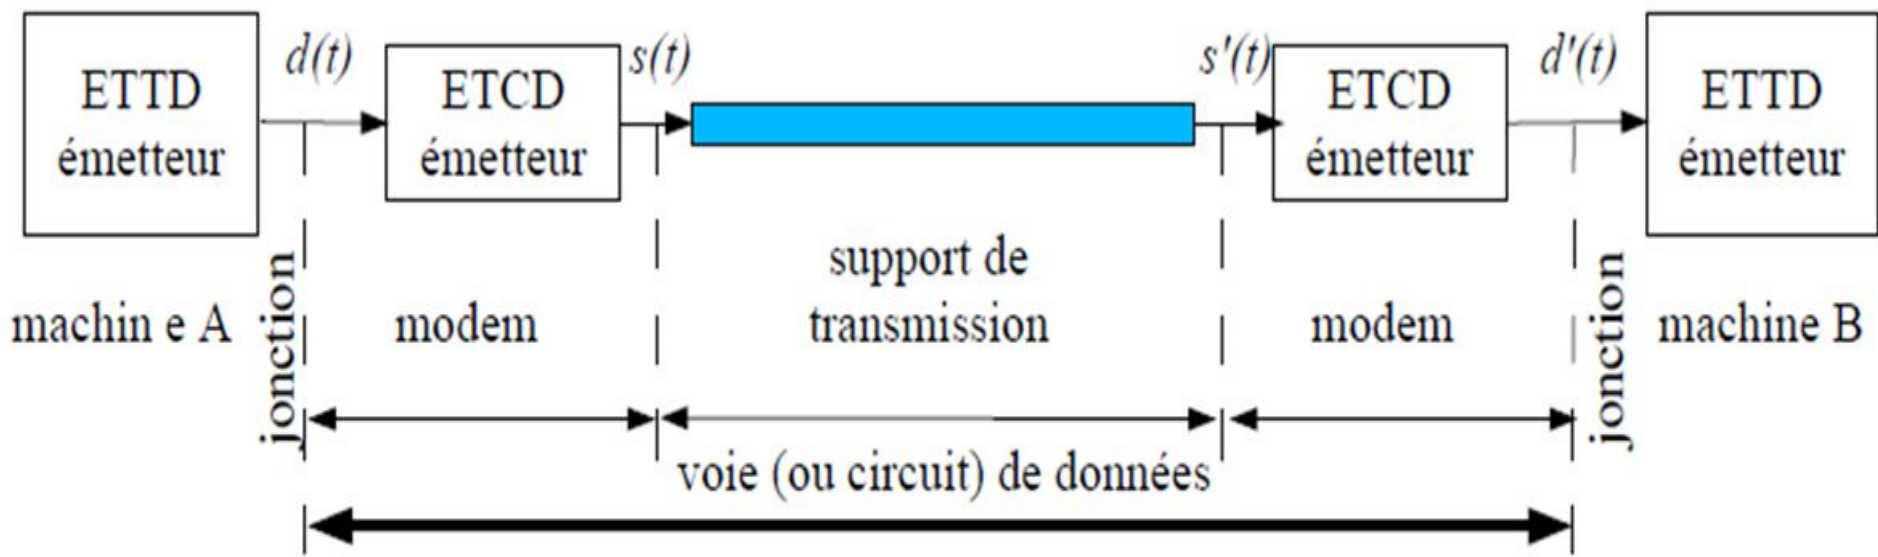 d(t)
s(t)
s'(t)
d'(t)
ETTD
émetteur
ETCD
émetteur
ETCD
émetteur
ETTD
émetteur
machin e A
jonction
modem
support de
transmission
modem
jonction
machine B
voie (ou circuit) de données